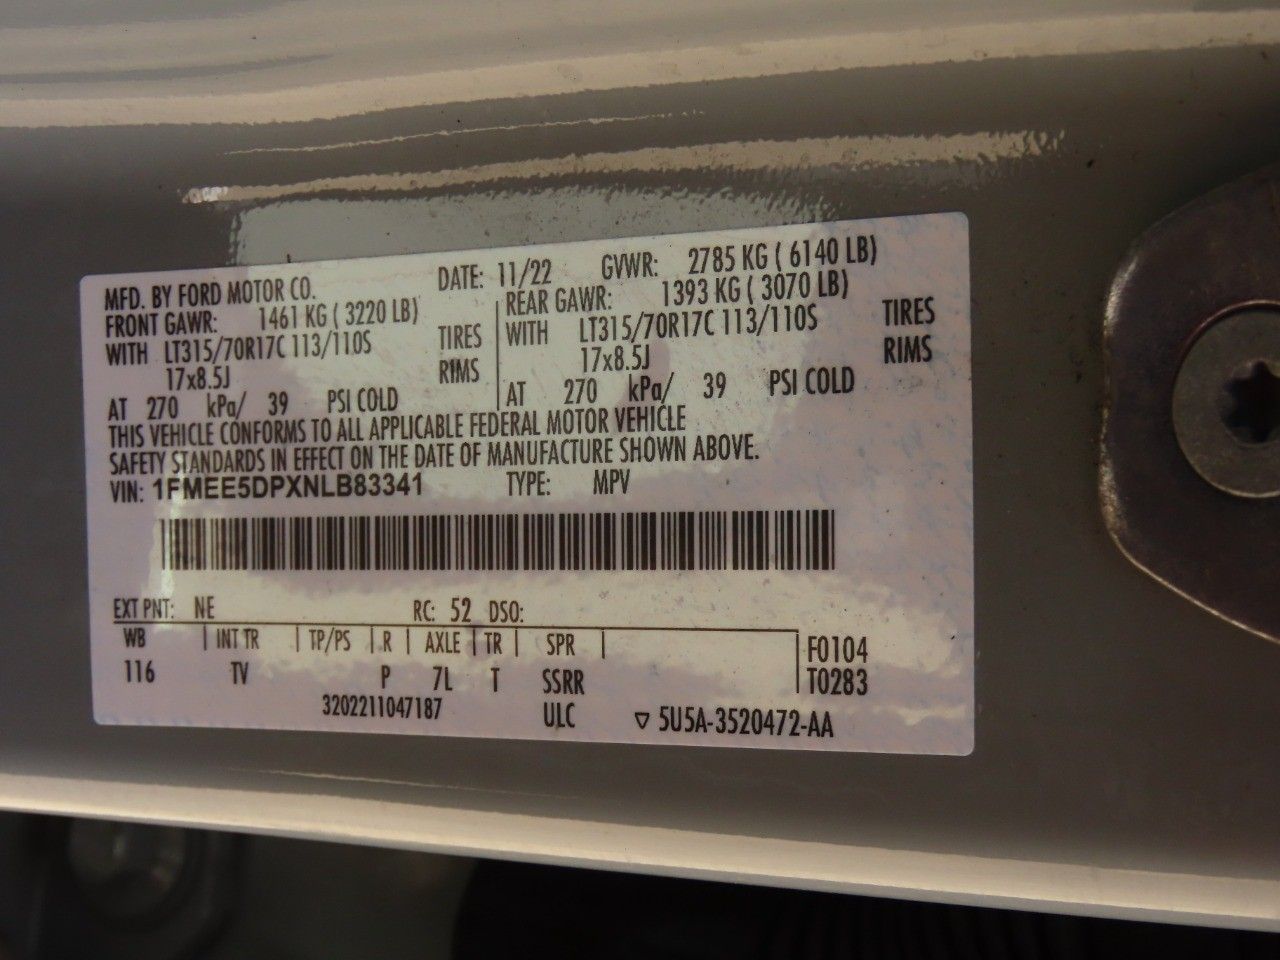 MFD. BY FORD MOTOR CO. DATE: 11/22 GVWR: 2785 KG ( 6140 LB)
FRONT GAWR: 1461 KG ( 3220 LB) REAR GAWR: 1393 KG ( 3070 LB)
WITH LT315/70R17C 113/110S TIRES WITH LT315/70R17C 113/110S TIRES
17x8.5J RIMS 17x8.5J RIMS
AT 270 kPa/ 39 PSI COLD AT 270 kPa/ 39 PSI COLD
THIS VEHICLE CONFORMS TO ALL APPLICABLE FEDERAL MOTOR VEHICLE
SAFETY STANDARDS IN EFFECT ON THE DATE OF MANUFACTURE SHOWN ABOVE.
VIN: 1FMEE5DPXNLB83341 TYPE: MPV
EXT PNT: NE RC: 52 DSO:
WB INT TR TP/PS R AXLE TR SPR F0104
116 TV P 7L T SSRR T0283
3202211047187 ULC ▽ 5U5A-3520472-AA